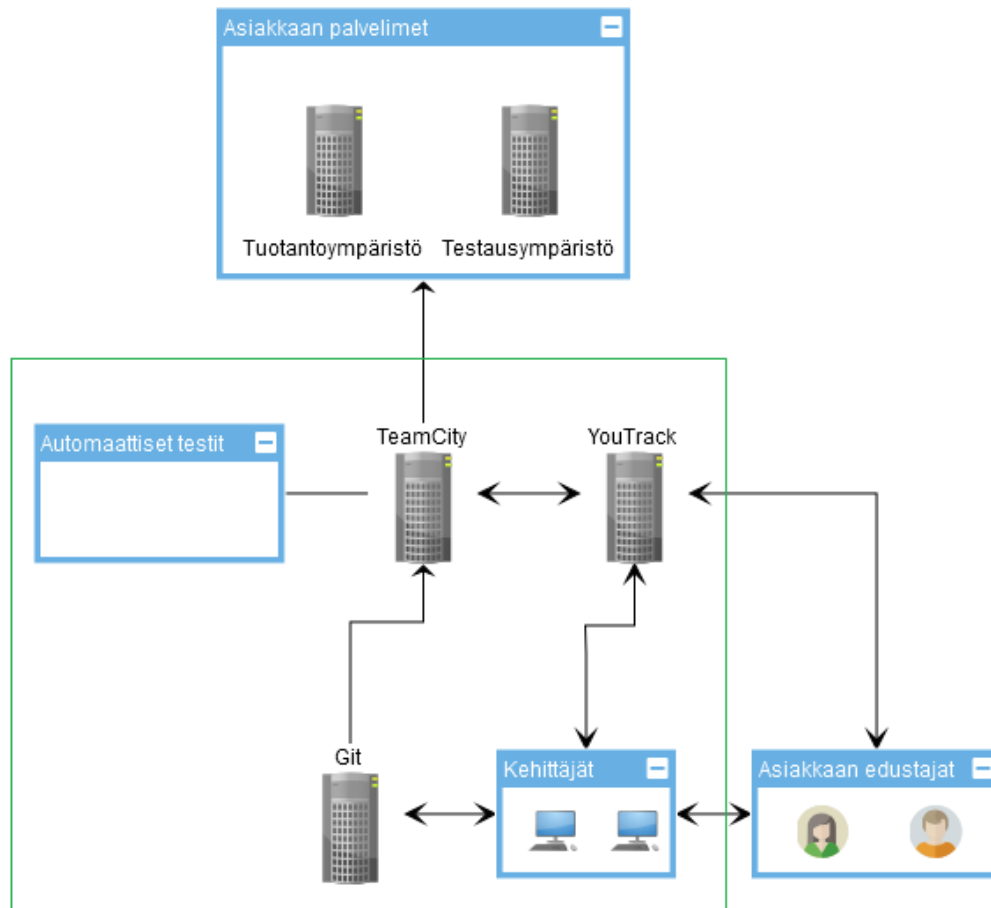 Asiakkaan palvelimet
Tuotantoympäristö
Testausympäristö
Automaattiset testit
TeamCity
YouTrack
Git
Kehittäjät
Asiakkaan edustajat